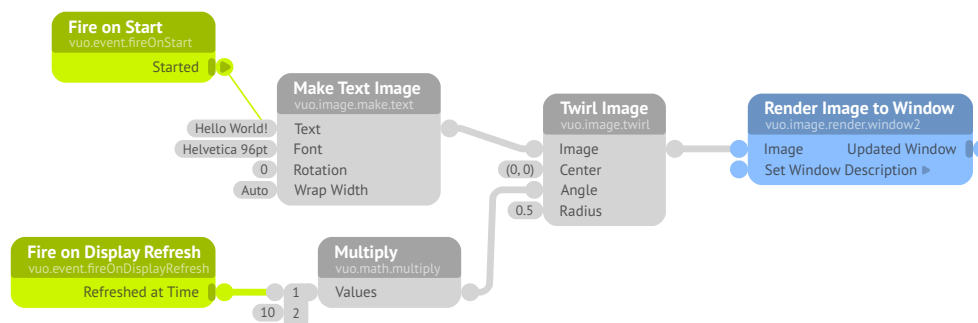 Fire on Start
vuo.event.fireOnStart
Started
Make Text Image
vuo.image.make.text
Hello World! Text
Helvetica 96pt Font
0 Rotation
Auto Wrap Width
Twirl Image
vuo.image.twirl
Image
(0, 0) Center
Angle
0.5 Radius
Render Image to Window
vuo.image.render.window2
Image Updated Window
Set Window Description
Fire on Display Refresh
vuo.event.fireOnDisplayRefresh
Refreshed at Time
Multiply
vuo.math.multiply
1 Values
10 2